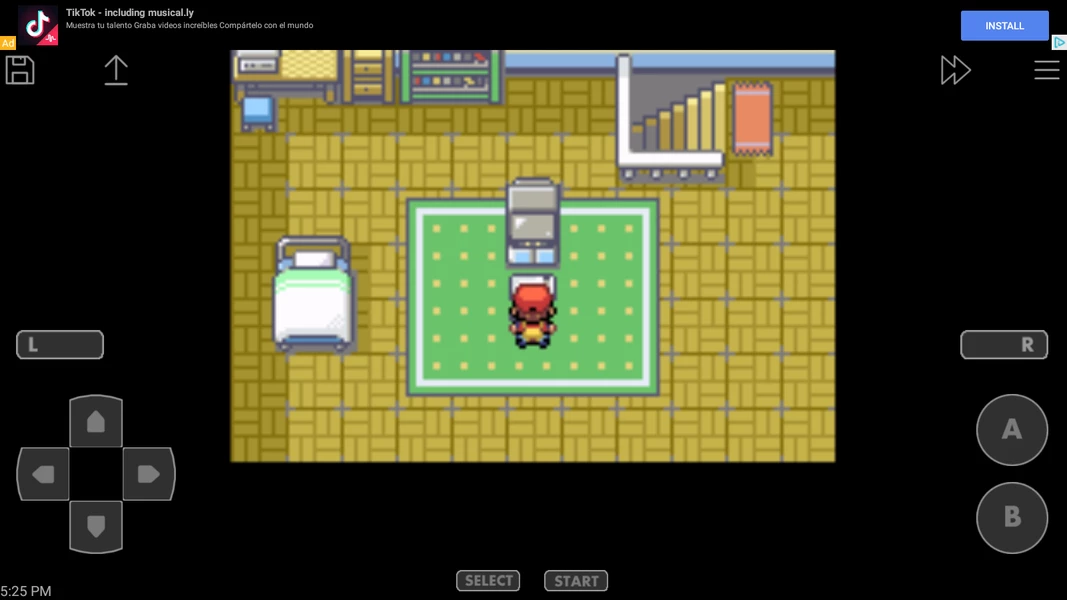 TikTok - including musical.ly
Muestra tu talento Graba videos increíbles Compártelo con el mundo
INSTALL
Ad
L
R
A
B
SELECT
START
5:25 PM